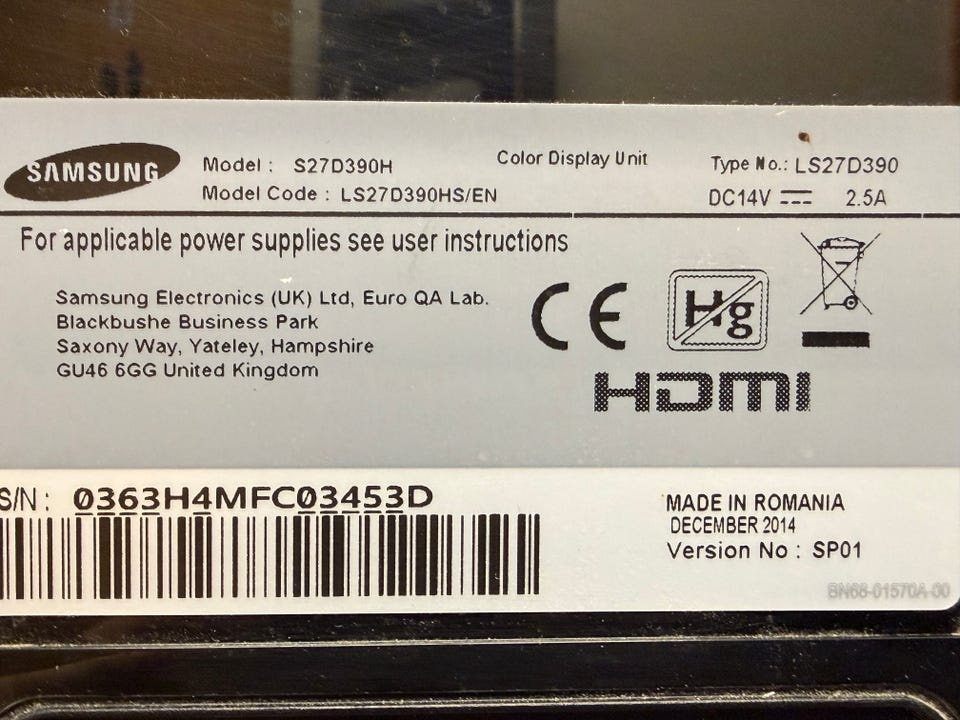 SAMSUNG
Model : S27D390H
Model Code : LS27D390HS/EN
Color Display Unit
Type No.: LS27D390
DC14V ⎓ 2.5A
For applicable power supplies see user instructions
Samsung Electronics (UK) Ltd, Euro QA Lab.
Blackbushe Business Park
Saxony Way, Yateley, Hampshire
GU46 6GG United Kingdom
CE
Hg
HDMI
S/N : 0363H4MFC03453D
MADE IN ROMANIA
DECEMBER 2014
Version No : SP01
BN68-01570A-00